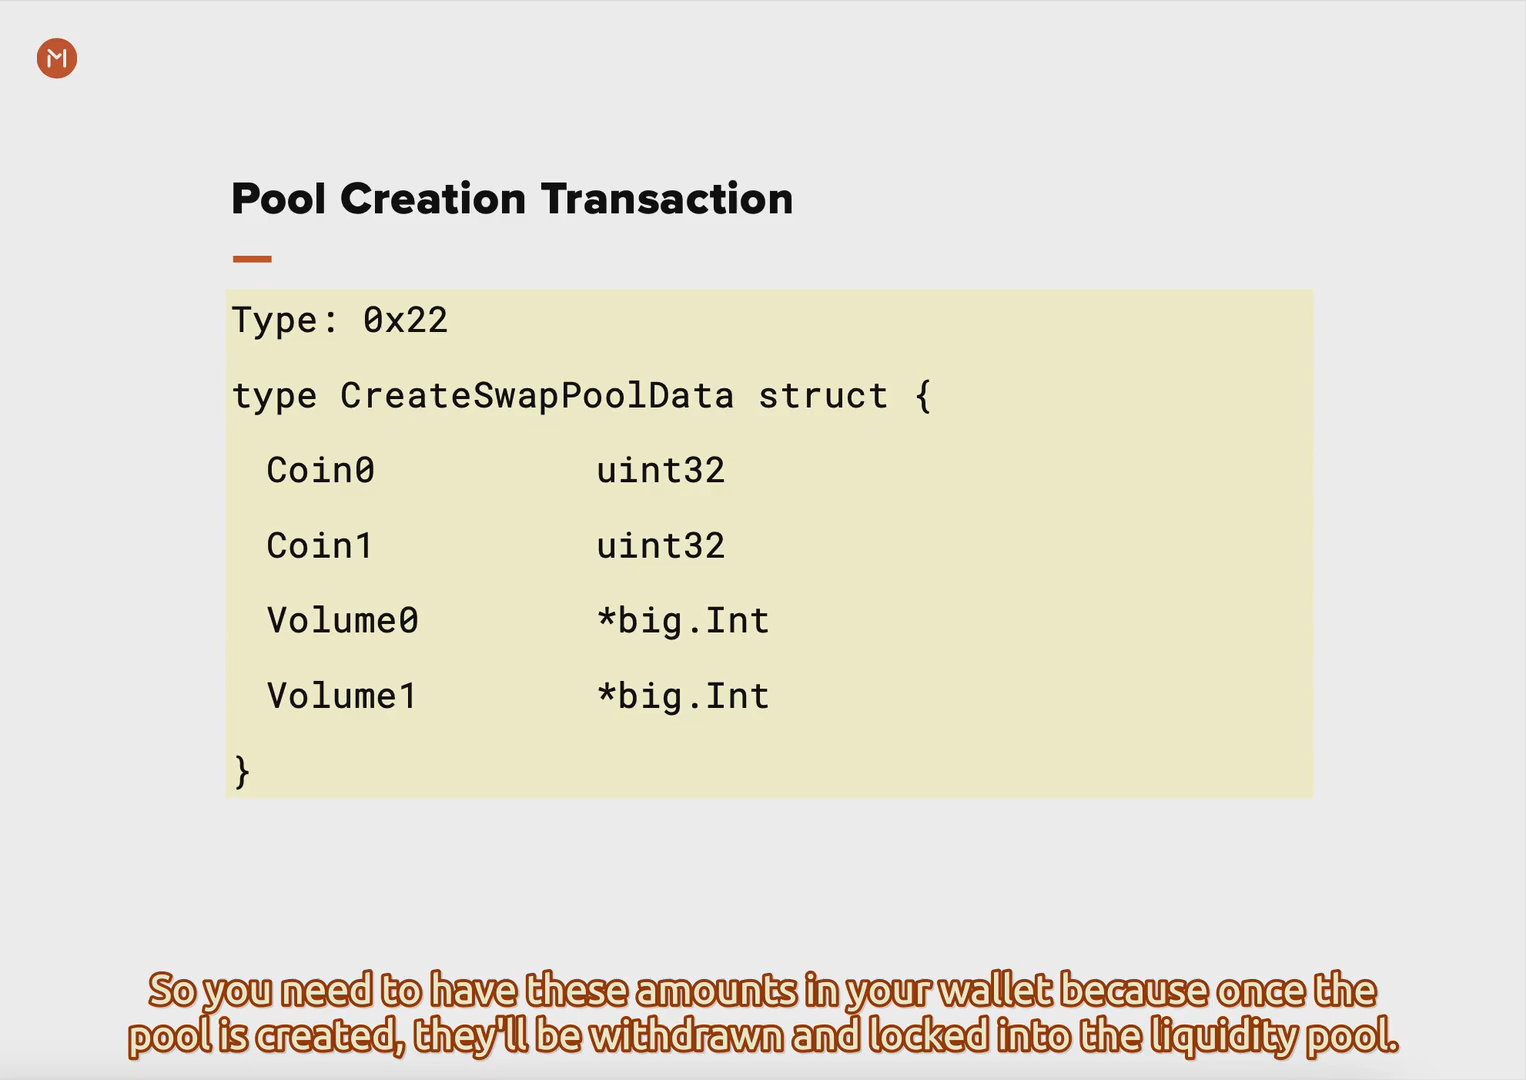 Pool Creation Transaction
Type: 0x22
type CreateSwapPoolData struct {
Coin0 uint32
Coin1 uint32
Volume0 *big.Int
Volume1 *big.Int
}
So you need to have these amounts in your wallet because once the
pool is created, they'll be withdrawn and locked into the liquidity pool.